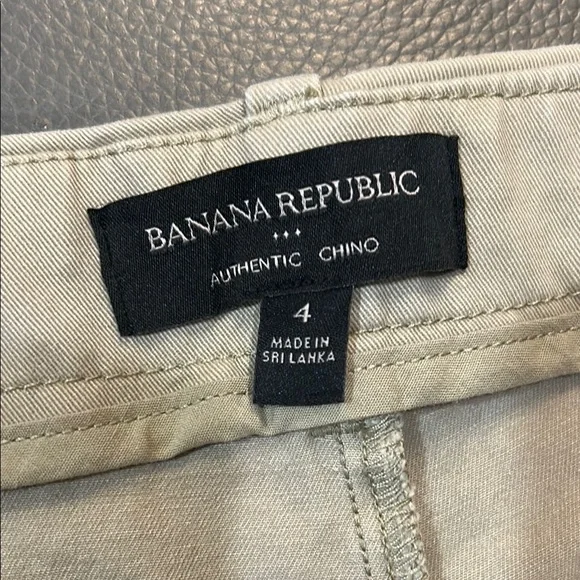 BANANA REPUBLIC
AUTHENTIC CHINO
4
MADE IN
SRI LANKA